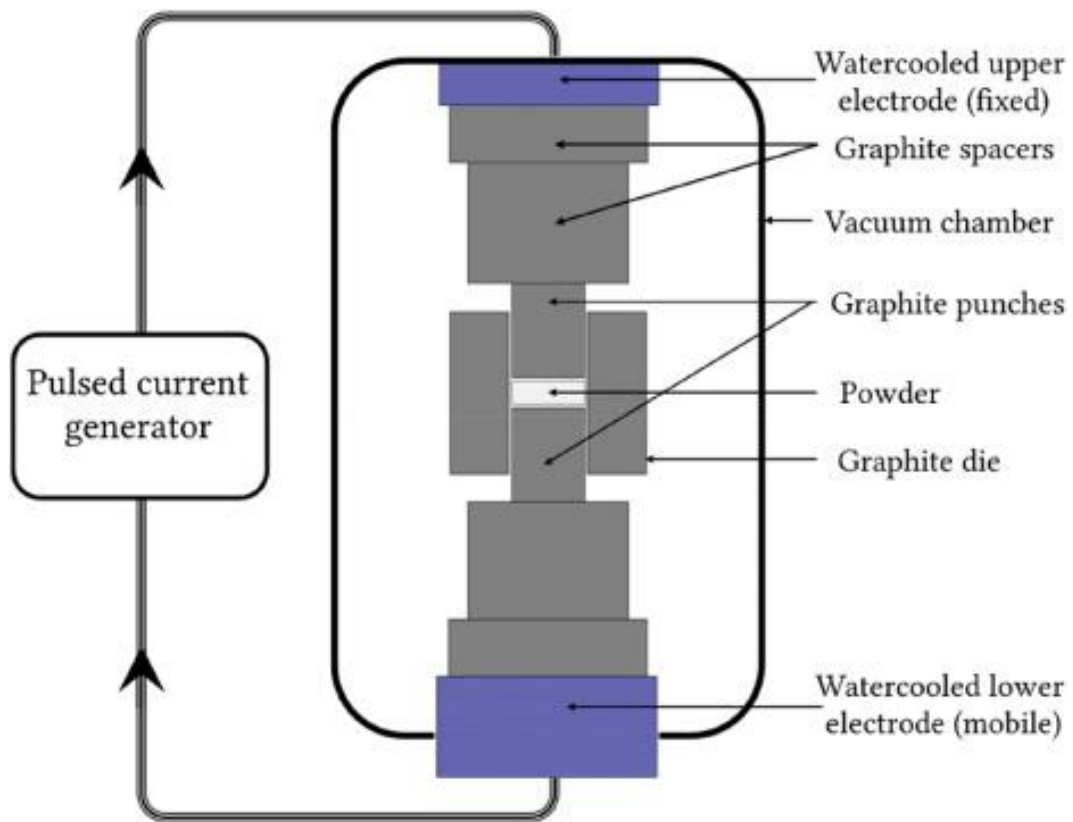 Watercooled upper
electrode (fixed)
Graphite spacers
Vacuum chamber
Graphite punches
Pulsed current
generator
Powder
Graphite die
Watercooled lower
electrode (mobile)